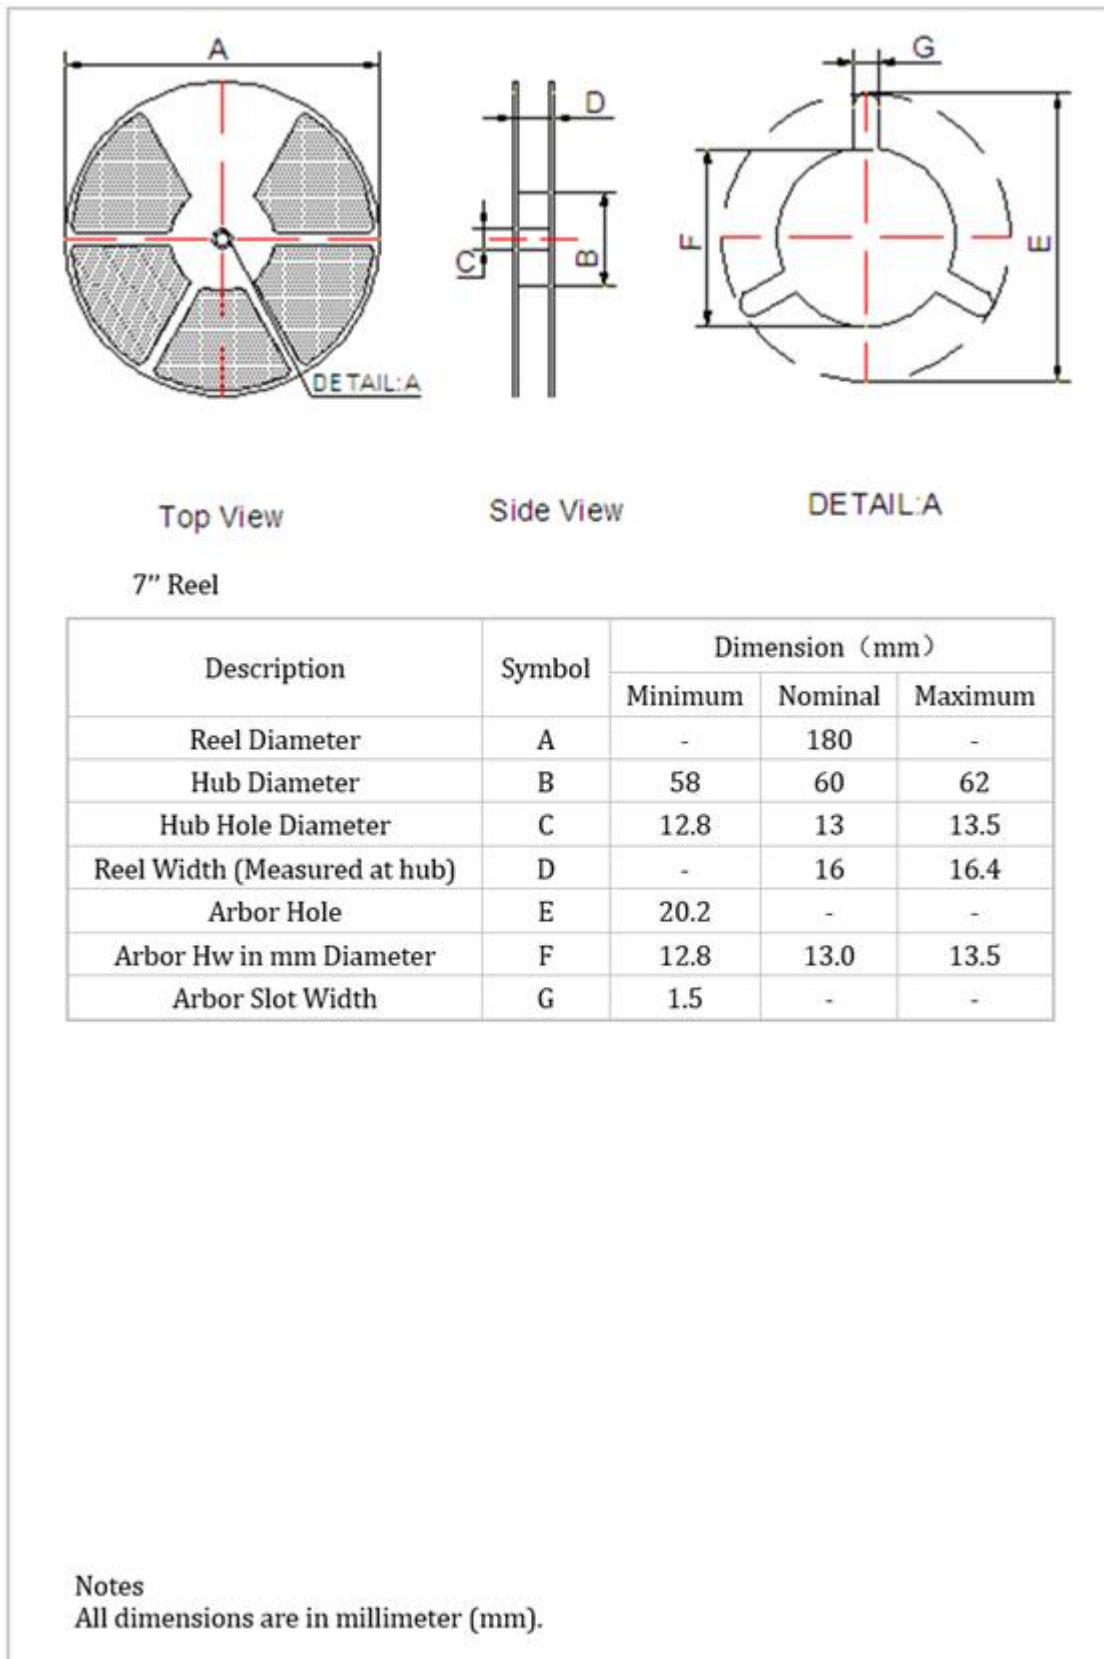 A
DETAIL:A
D
C
B
G
F
E
Top View
Side View
DETAIL:A
7’’ Reel
Description Symbol Dimension（mm）
Minimum Nominal Maximum
Reel Diameter A - 180 -
Hub Diameter B 58 60 62
Hub Hole Diameter C 12.8 13 13.5
Reel Width (Measured at hub) D - 16 16.4
Arbor Hole E 20.2 - -
Arbor Hw in mm Diameter F 12.8 13.0 13.5
Arbor Slot Width G 1.5 - -
Notes
All dimensions are in millimeter (mm).